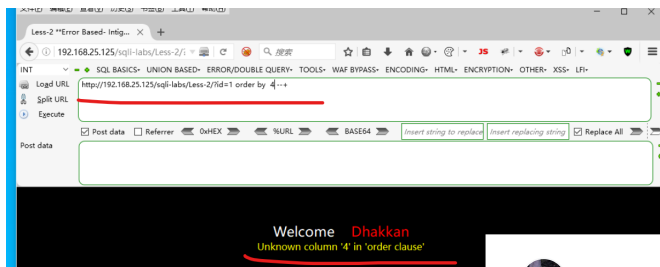 Less-2 **Error Based- Intig...
192.168.25.125/sqli-labs/Less-2/?i
搜索
INT
SQL BASICS- UNION BASED- ERROR/DOUBLE QUERY- TOOLS- WAF BYPASS- ENCODING- HTML- ENCRYPTION- OTHER- XSS- LFI-
Load URL
http://192.168.25.125/sqli-labs/Less-2/?id=1 order by 4--+
Split URL
Execute
Post data Referrer 0xHEX %URL BASE64 Insert string to replace Insert replacing string Replace All
Post data
Welcome Dhakkan
Unknown column '4' in 'order clause'